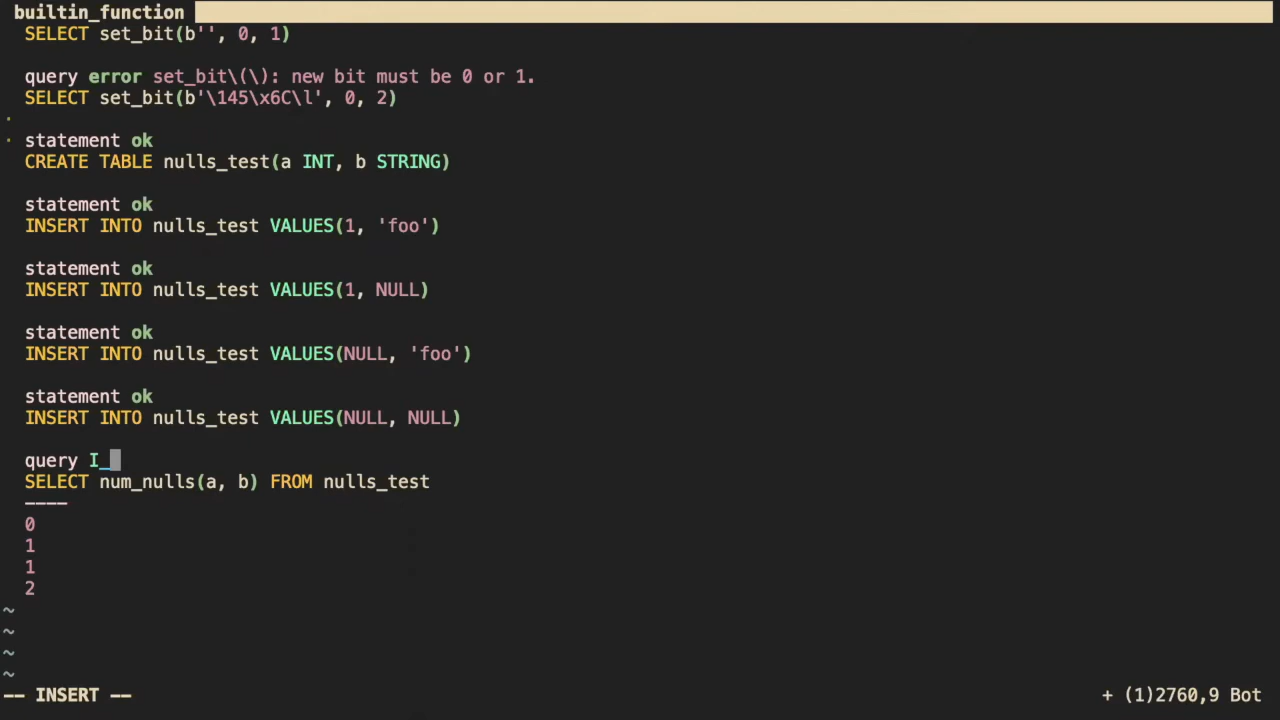 builtin_function
SELECT set_bit(b'', 0, 1)
query error set_bit\(\): new bit must be 0 or 1.
SELECT set_bit(b'\145\x6C\l', 0, 2)
statement ok
CREATE TABLE nulls_test(a INT, b STRING)
statement ok
INSERT INTO nulls_test VALUES(1, 'foo')
statement ok
INSERT INTO nulls_test VALUES(1, NULL)
statement ok
INSERT INTO nulls_test VALUES(NULL, 'foo')
statement ok
INSERT INTO nulls_test VALUES(NULL, NULL)
query I_
SELECT num_nulls(a, b) FROM nulls_test
----
0
1
1
2
~
~
~
~
-- INSERT -- + (1)2760,9 Bot